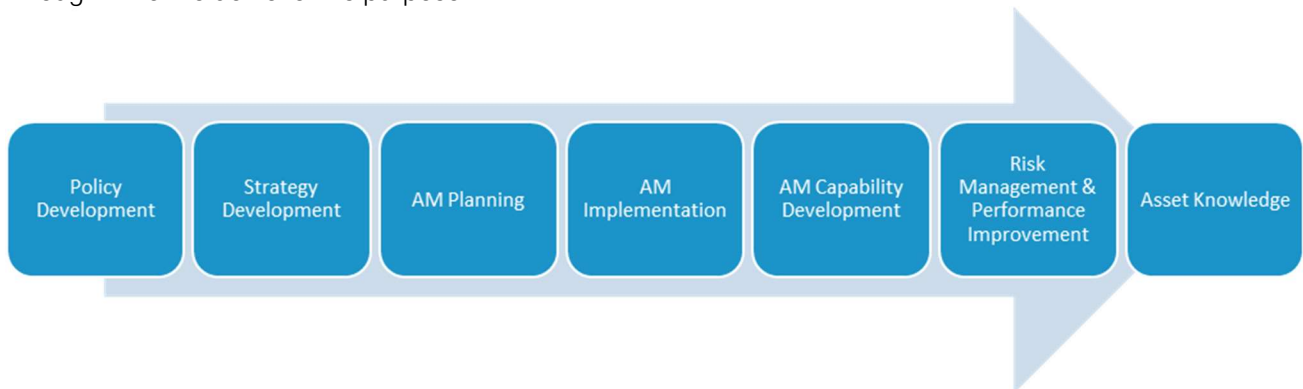 Policy
Development
Strategy
Development
AM Planning
AM
Implementation
AM Capability
Development
Risk
Management &
Performance
Improvement
Asset Knowledge